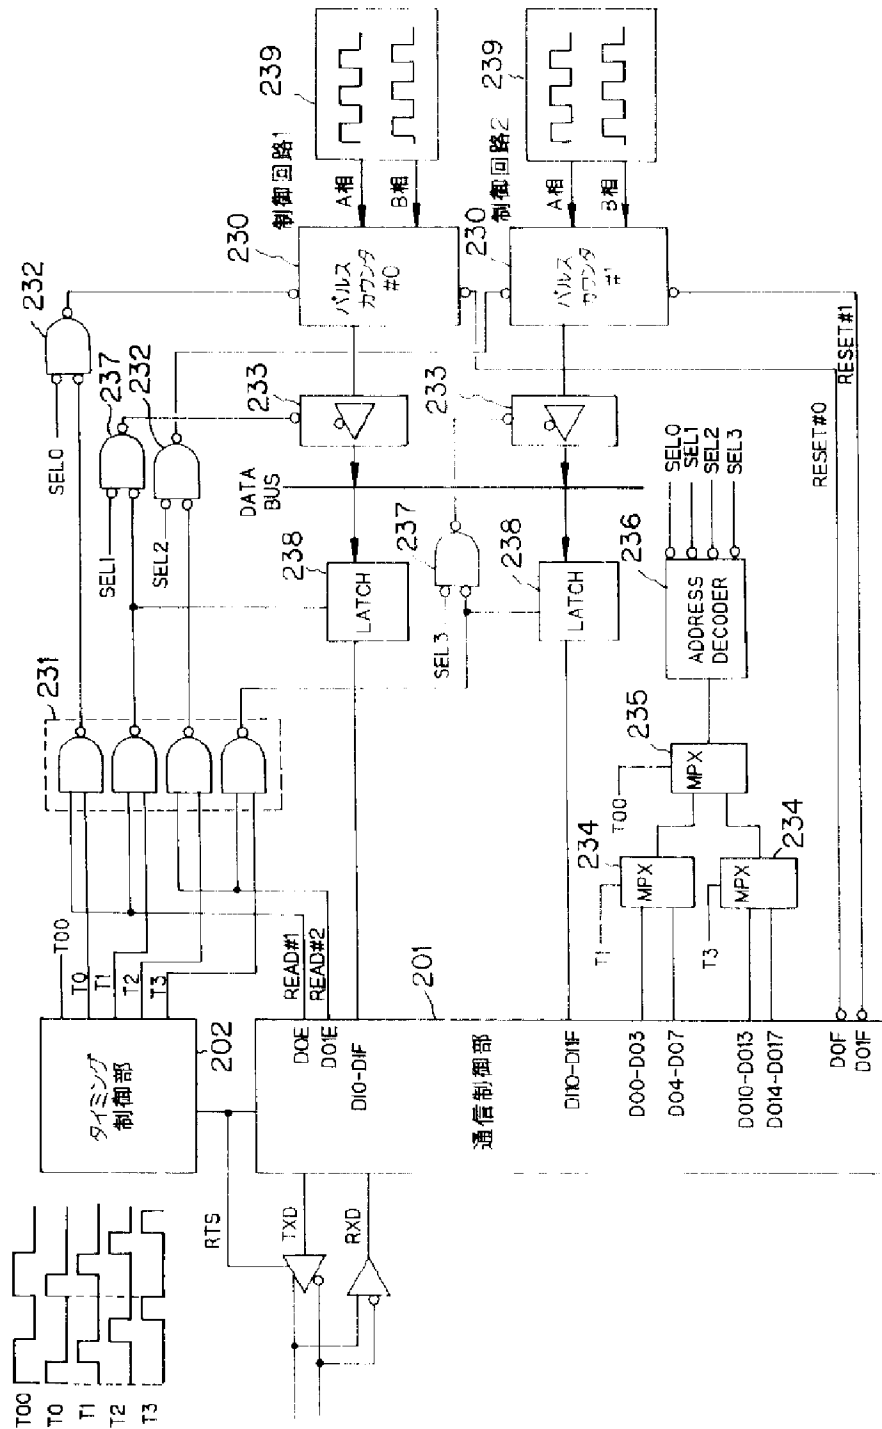 T00
T0
T1
T2
T3
タイミング
制御部
202
T00
T0
T1
T2
T3
231
SEL0
232
SEL1
237
SEL2
232
RTS
TXD
RXD
通信制御部
201
READ#1
READ#2
D0E
D01E
DI0-DI1F
DI10-DI11F
D00-D03
D04-D07
D010-D013
D014-D017
D0F
D01F
DATA
BUS
233
233
238
LATCH
SEL3
237
238
LATCH
230
パルス
カウンタ
#0
230
パルス
カウンタ
#1
制御回路1
A相
B相
239
制御回路2
A相
B相
239
T1
234
MPX
T3
234
MPX
T00
235
MPX
236
ADDRESS
DECODER
SEL0
SEL1
SEL2
SEL3
RESET#0
RESET#1